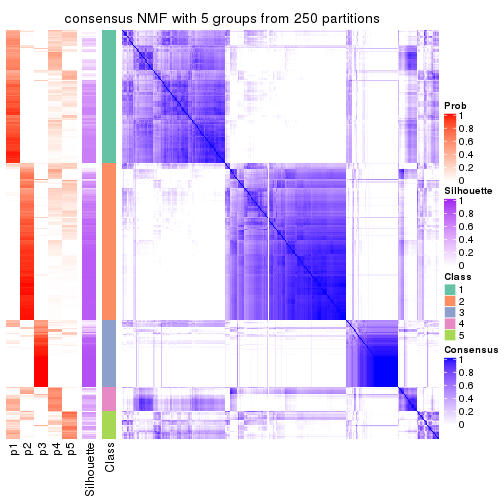 consensus NMF with 5 groups from 250 partitions
Prob
1
0.8
0.6
0.4
0.2
0
Silhouette
1
0.8
0.6
0.4
0.2
0
Class
1
2
3
4
5
Consensus
1
0.8
0.6
0.4
0.2
0
p1
p2
p3
p4
p5
Silhouette
Class